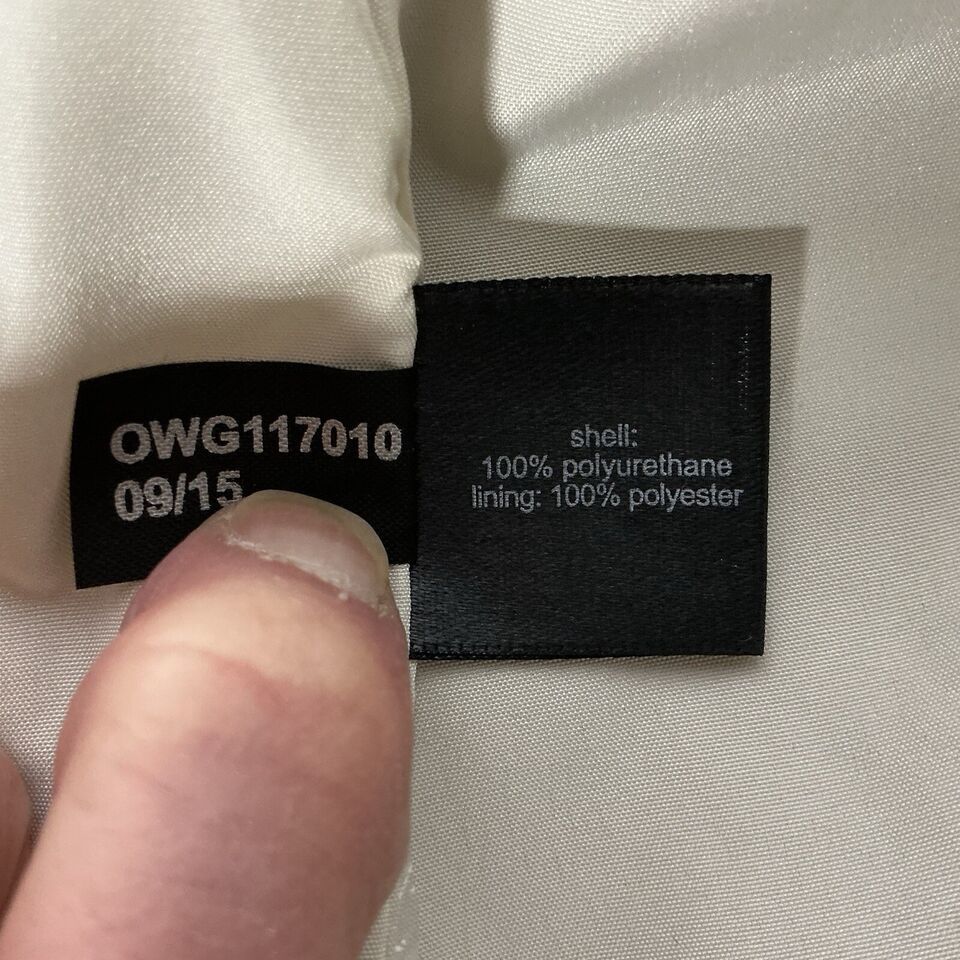 OWG117010
09/15
shell:
100% polyurethane
lining: 100% polyester